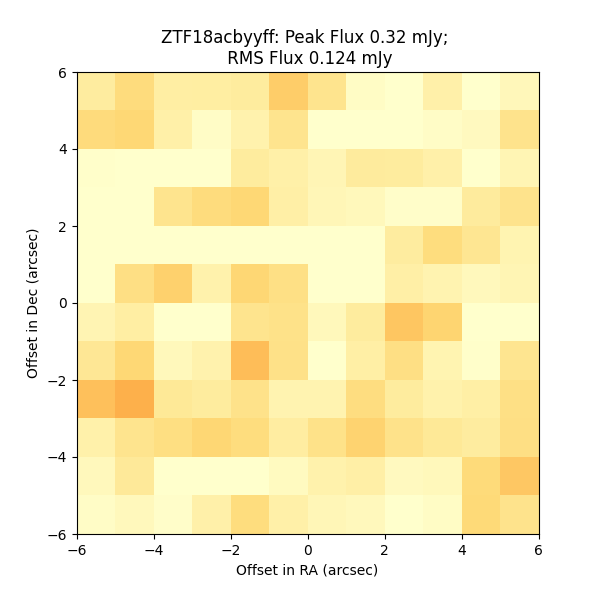 ZTF18acbyyff: Peak Flux 0.32 mJy;
RMS Flux 0.124 mJy
6
4
2
0
−2
−4
−6
Offset in Dec (arcsec)
−6 −4 −2 0 2 4 6
Offset in RA (arcsec)